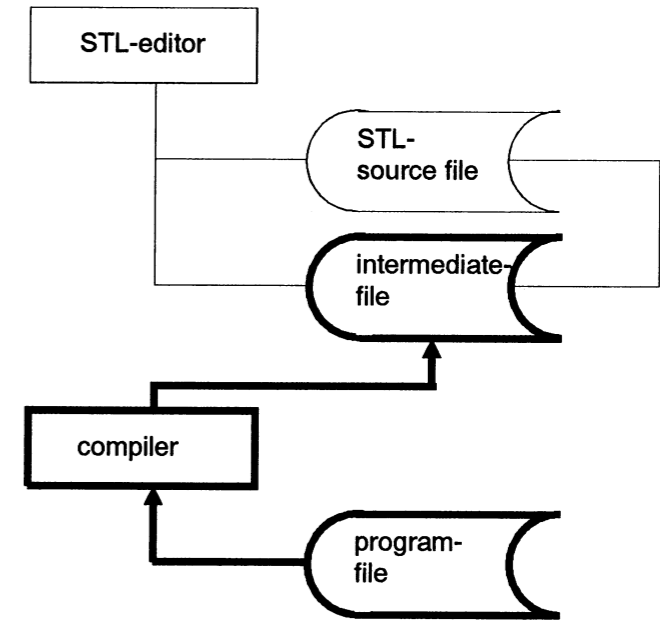 STL-editor
STL-
source file
intermediate-
file
compiler
program-
file